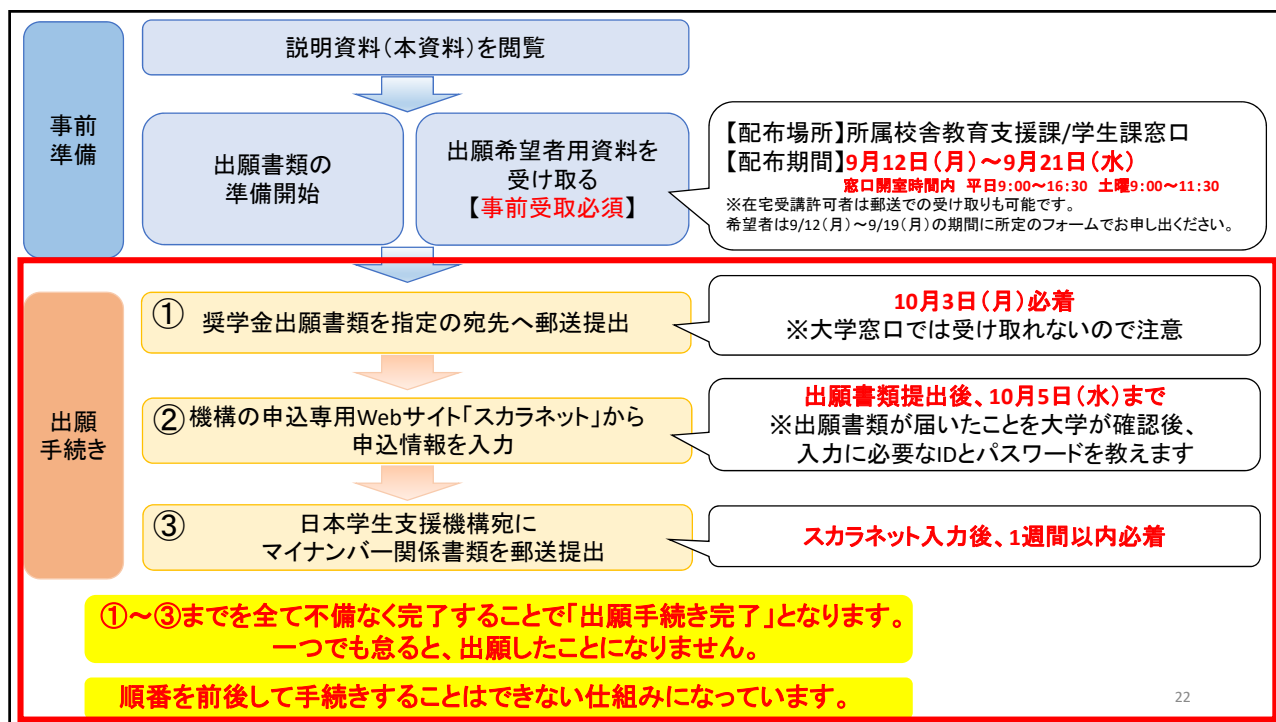 説明資料(本資料)を閲覧
事前
準備
出願書類の
準備開始
出願希望者用資料を
受け取る
【事前受取必須】
【配布場所】所属校舎教育支援課/学生課窓口
【配布期間】9月12日(月)~9月21日(水)
窓口開室時間内 平日9:00~16:30 土曜9:00~11:30
※在宅受講許可者は郵送での受け取りも可能です。
希望者は9/12(月)~9/19(月)の期間に所定のフォームでお申し出ください。
出願
手続き
① 奨学金出願書類を指定の宛先へ郵送提出
10月3日(月)必着
※大学窓口では受け取れないので注意
②機構の申込専用Webサイト「スカラネット」から
申込情報を入力
出願書類提出後、10月5日(水)まで
※出願書類が届いたことを大学が確認後、
入力に必要なIDとパスワードを教えます
③ 日本学生支援機構宛に
マイナンバー関係書類を郵送提出
スカラネット入力後、1週間以内必着
①~③までを全て不備なく完了することで「出願手続き完了」となります。
一つでも怠ると、出願したことになりません。
順番を前後して手続きすることはできない仕組みになっています。
22